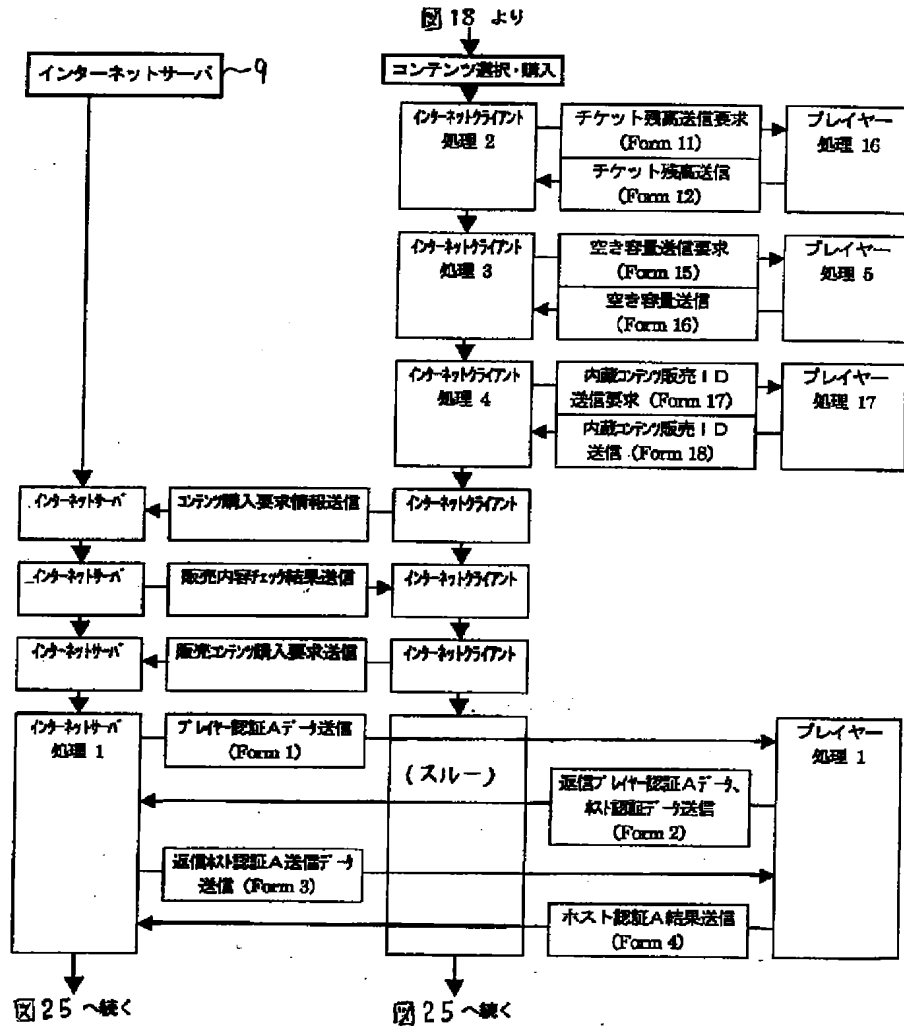 図18 より
インターネットサーバ 9
コンテンツ選択・購入
インターネットクライアント
処理 2
チケット残高送信要求
(Form 11)
チケット残高送信
(Form 12)
プレイヤー
処理 16
インターネットクライアント
処理 3
空き容量送信要求
(Form 15)
空き容量送信
(Form 16)
プレイヤー
処理 5
インターネットクライアント
処理 4
内蔵コンテンツ販売ID
送信要求 (Form 17)
内蔵コンテンツ販売ID
送信 (Form 18)
プレイヤー
処理 17
インターネットサーバ
コンテンツ購入要求情報送信
インターネットクライアント
インターネットサーバ
販売内容チェック結果送信
インターネットクライアント
インターネットサーバ
販売コンテンツ購入要求送信
インターネットクライアント
インターネットサーバ
処理 1
プレイヤー認証Aデータ送信
(Form 1)
(スルー)
プレイヤー
処理 1
返信プレイヤー認証Aデータ、
ホスト認証データ送信
(Form 2)
返信ホスト認証A送信データ
送信 (Form 3)
ホスト認証A結果送信
(Form 4)
図25 へ続く
図25 へ続く